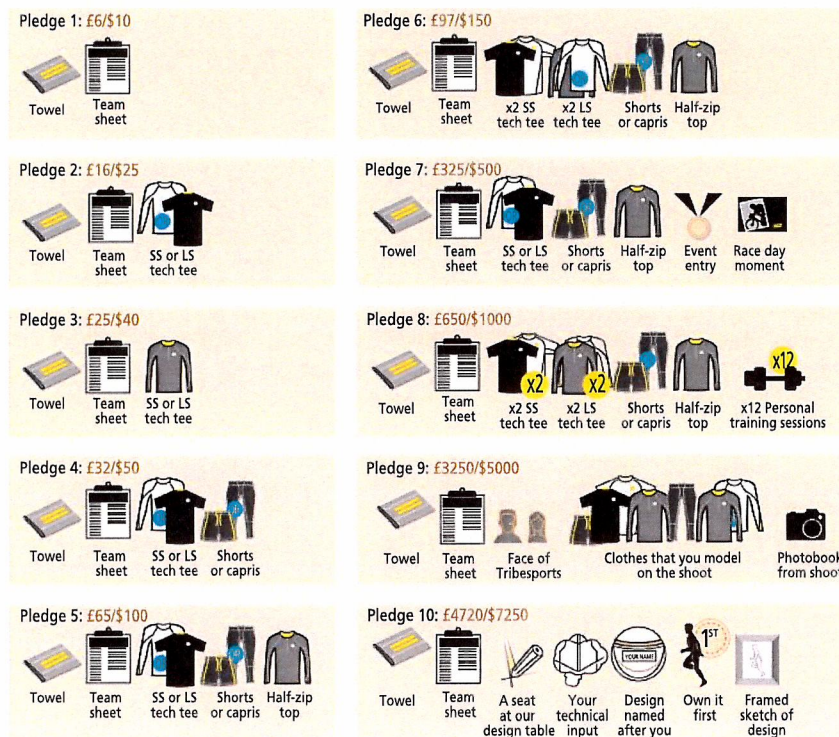 Pledge 1: £6/$10
Towel
Team
sheet
Pledge 2: £16/$25
Towel
Team
sheet
SS or LS
tech tee
Pledge 3: £25/$40
Towel
Team
sheet
SS or LS
tech tee
Pledge 4: £32/$50
Towel
Team
sheet
SS or LS
tech tee
Shorts
or capris
Pledge 5: £65/$100
Towel
Team
sheet
SS or LS
tech tee
Shorts
or capris
Half-zip
top
Pledge 6: £97/$150
Towel
Team
sheet
x2 SS
tech tee
x2 LS
tech tee
Shorts
or capris
Half-zip
top
Pledge 7: £325/$500
Towel
Team
sheet
SS or LS
tech tee
Shorts
or capris
Half-zip
top
Event
entry
Race day
moment
Pledge 8: £650/$1000
x2
x2
x12
Towel
Team
sheet
x2 SS
tech tee
x2 LS
tech tee
Shorts
or capris
Half-zip
top
x12 Personal
training sessions
Pledge 9: £3250/$5000
Towel
Team
sheet
Face of
Tribesports
Clothes that you model
on the shoot
Photobook
from shoot
Pledge 10: £4720/$7250
YOUR NAME
1ST
Towel
Team
sheet
A seat
at our
design table
Your
technical
input
Design
named
after you
Own it
first
Framed
sketch of
design